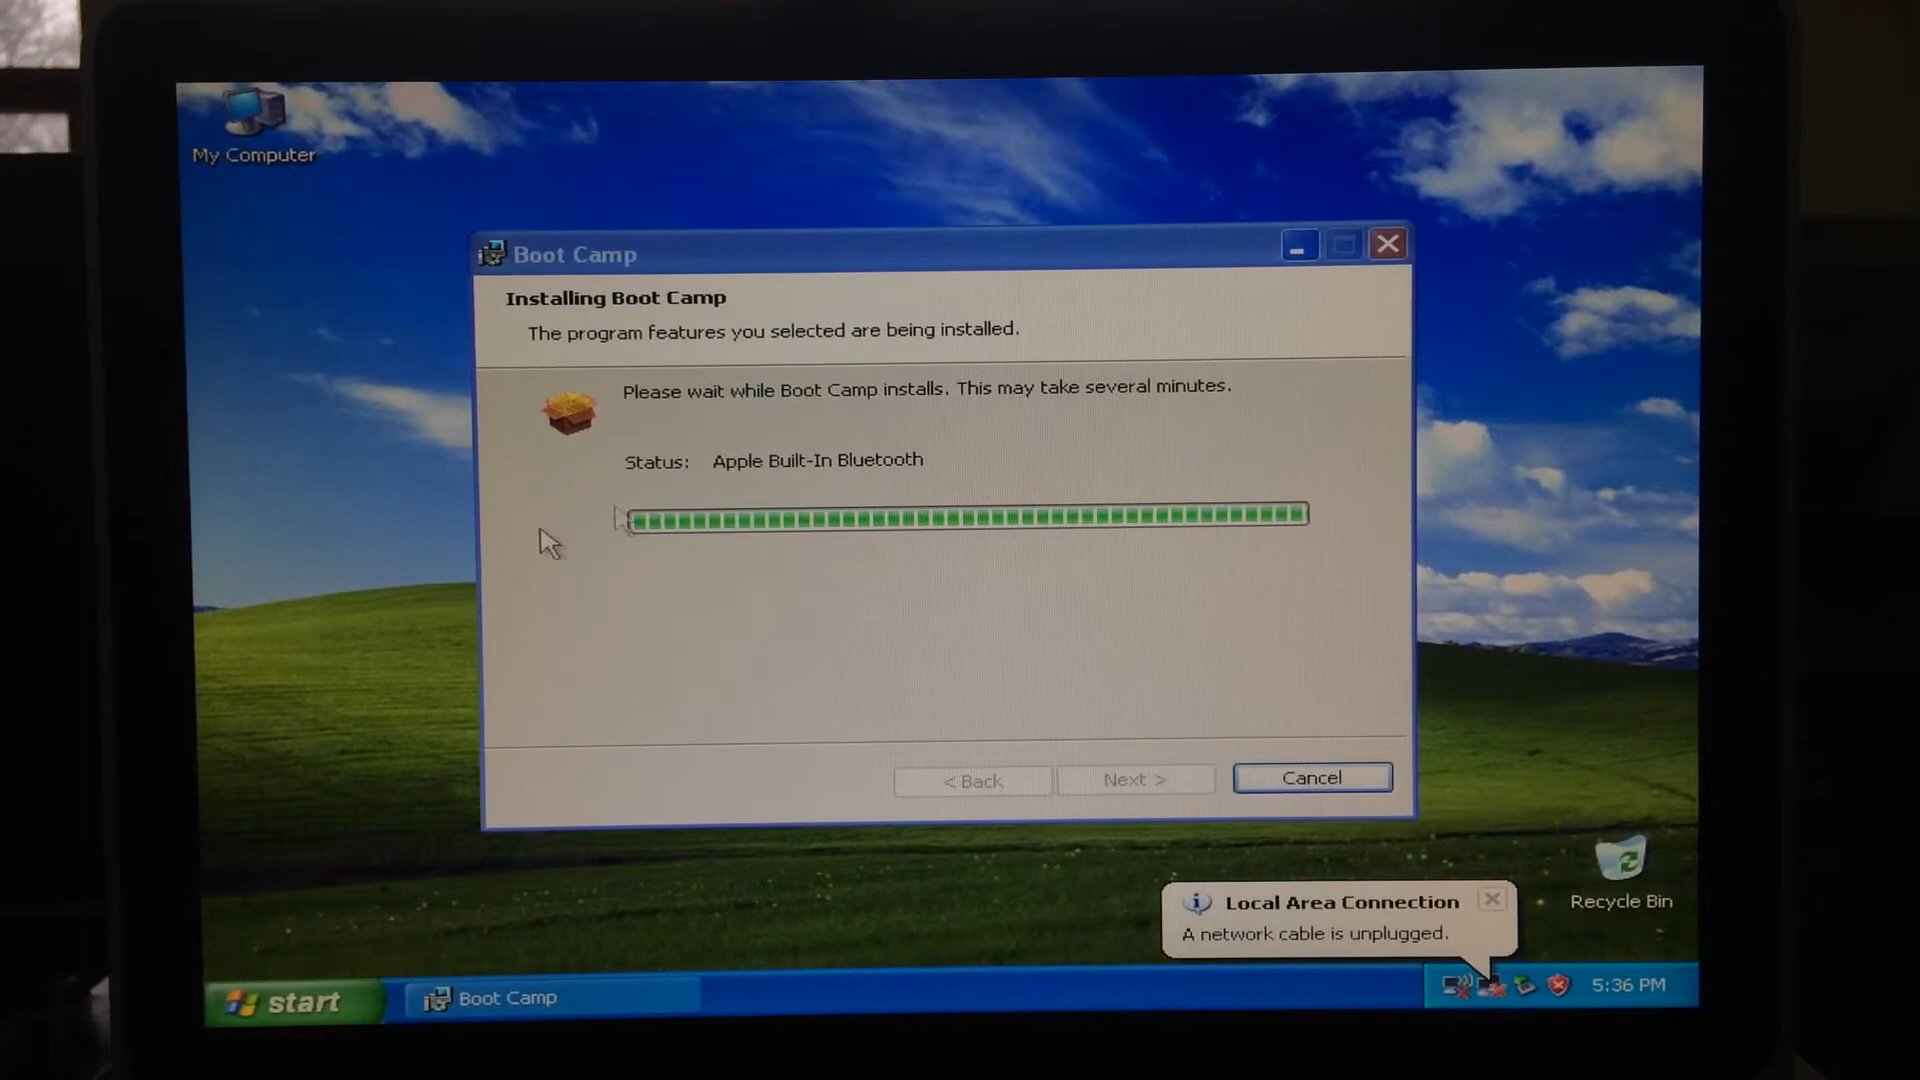 My Computer
Boot Camp
Installing Boot Camp
The program features you selected are being installed.
Please wait while Boot Camp installs. This may take several minutes.
Status: Apple Built-In Bluetooth
< Back
Next >
Cancel
Recycle Bin
Local Area Connection
A network cable is unplugged.
start
Boot Camp
5:36 PM